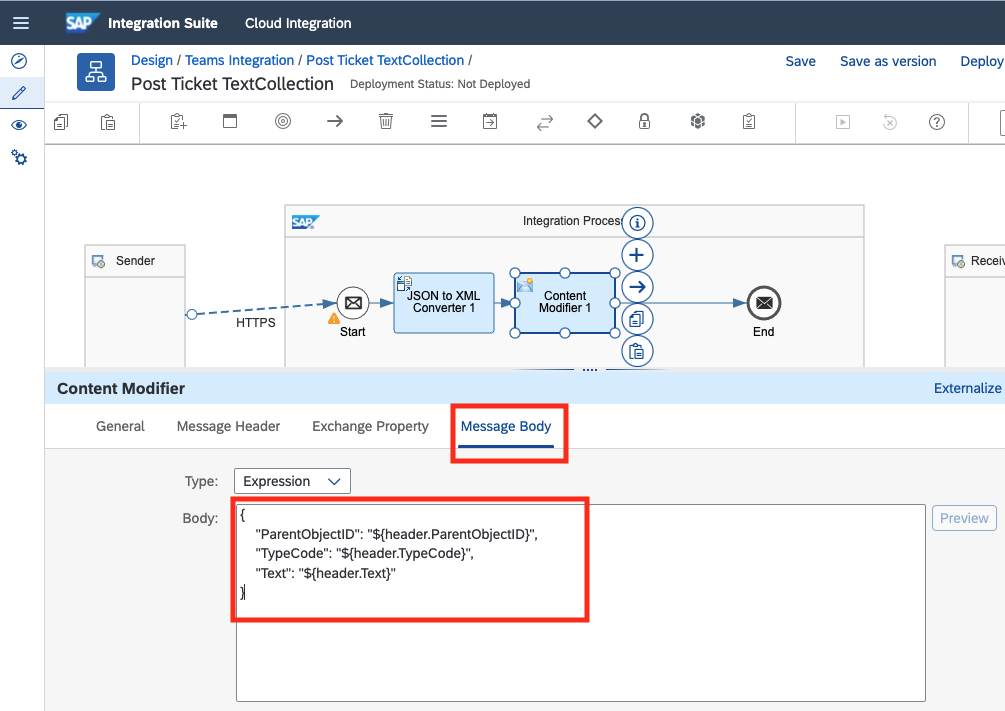 SAP Integration Suite Cloud Integration
Design / Teams Integration / Post Ticket TextCollection /
Post Ticket TextCollection Deployment Status: Not Deployed
Save Save as version Deploy
SAP Integration Process
Sender
HTTPS
Start
JSON to XML
Converter 1
Content
Modifier 1
End
Receiv
Content Modifier Externalize
General Message Header Exchange Property Message Body
Type: Expression
Body:
{
"ParentObjectID": "${header.ParentObjectID}",
"TypeCode": "${header.TypeCode}",
"Text": "${header.Text}"
}
Preview